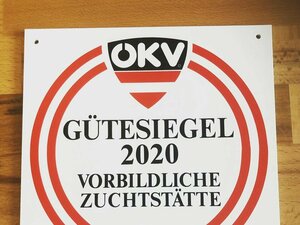 ÖKV
GÜTESIEGEL
2020
VORBILDLICHE
ZUCHTSTÄTTE